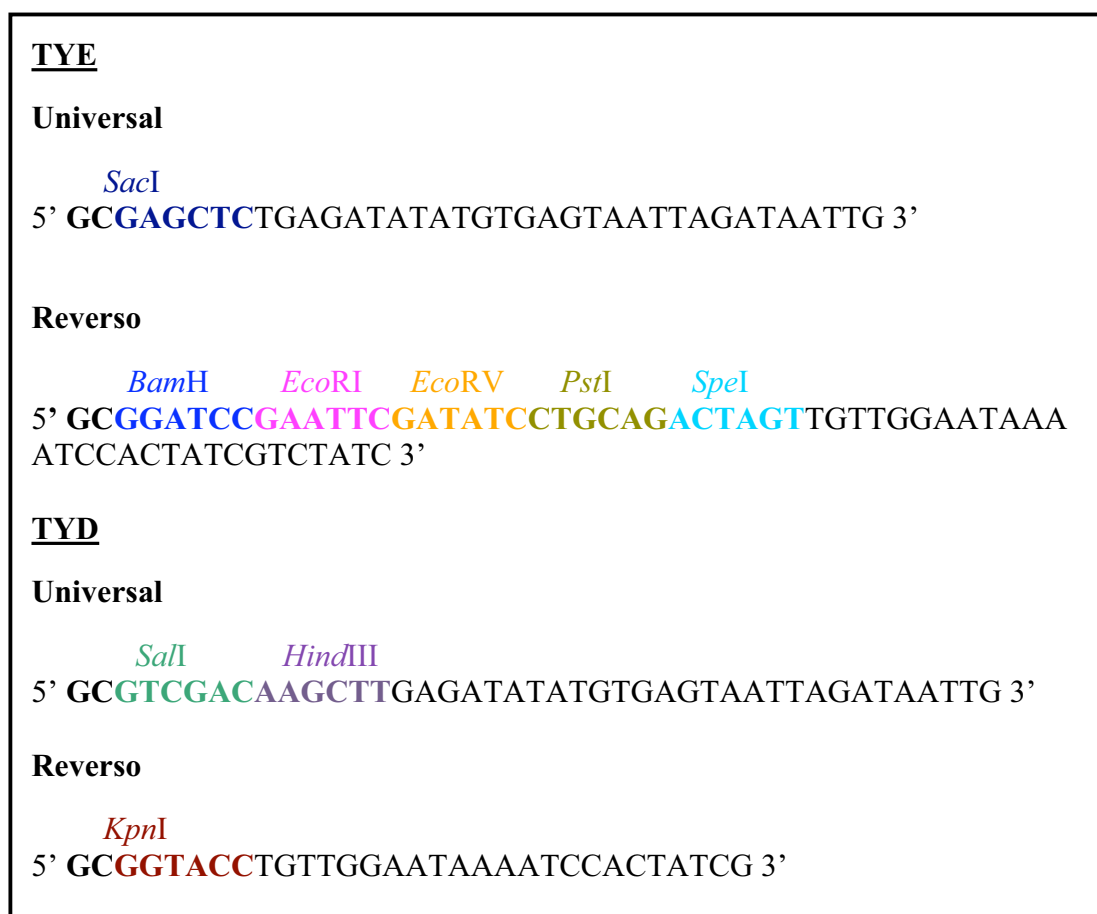 TYE
Universal
SacI
5’ GCGAGCTCTGAGATATATGTGAGTAATTAGATAATTG 3’
Reverso
BamH EcoRI EcoRV PstI SpeI
5’ GCGGATCCGAATTCGATATCCTGCAGACTAGTTGTTGGAATAAA
ATCCACTATCGTCTATC 3’
TYD
Universal
SalI HindIII
5’ GCGTCGACAAGCTTGAGATATATGTGAGTAATTAGATAATTG 3’
Reverso
KpnI
5’ GCGGTACCTGTTGGAATAAAATCCACTATCG 3’